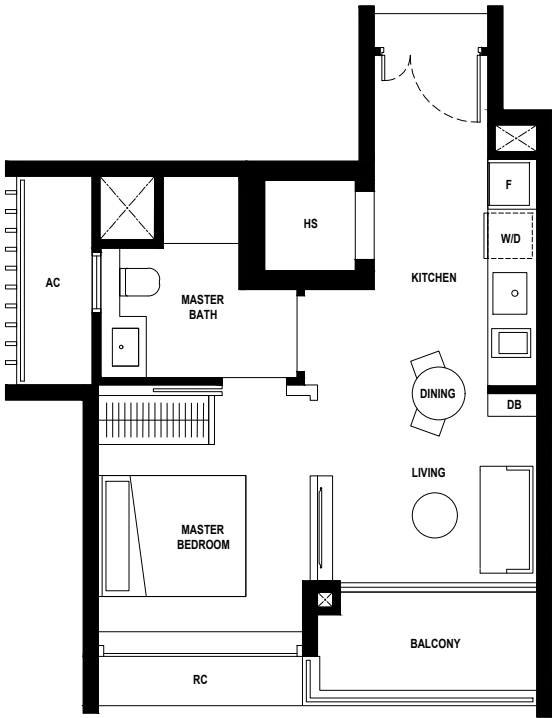 F
W/D
HS
AC
KITCHEN
MASTER
BATH
DINING
DB
LIVING
MASTER
BEDROOM
BALCONY
RC